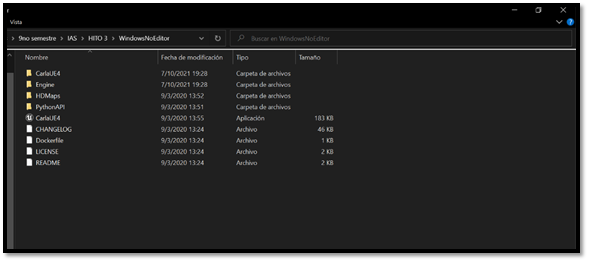 Vista
9no semestre > IAS > HITO 3 > WindowsNoEditor
Buscar en WindowsNoEditor
Nombre Fecha de modificación Tipo Tamaño
CarlaUE4 7/10/2021 19:28 Carpeta de archivos
Engine 7/10/2021 19:28 Carpeta de archivos
HDMaps 9/3/2020 13:52 Carpeta de archivos
PythonAPI 9/3/2020 13:51 Carpeta de archivos
CarlaUE4 9/3/2020 13:55 Aplicación 183 KB
CHANGELOG 9/3/2020 13:24 Archivo 46 KB
Dockerfile 9/3/2020 13:24 Archivo 1 KB
LICENSE 9/3/2020 13:24 Archivo 2 KB
README 9/3/2020 13:24 Archivo 2 KB